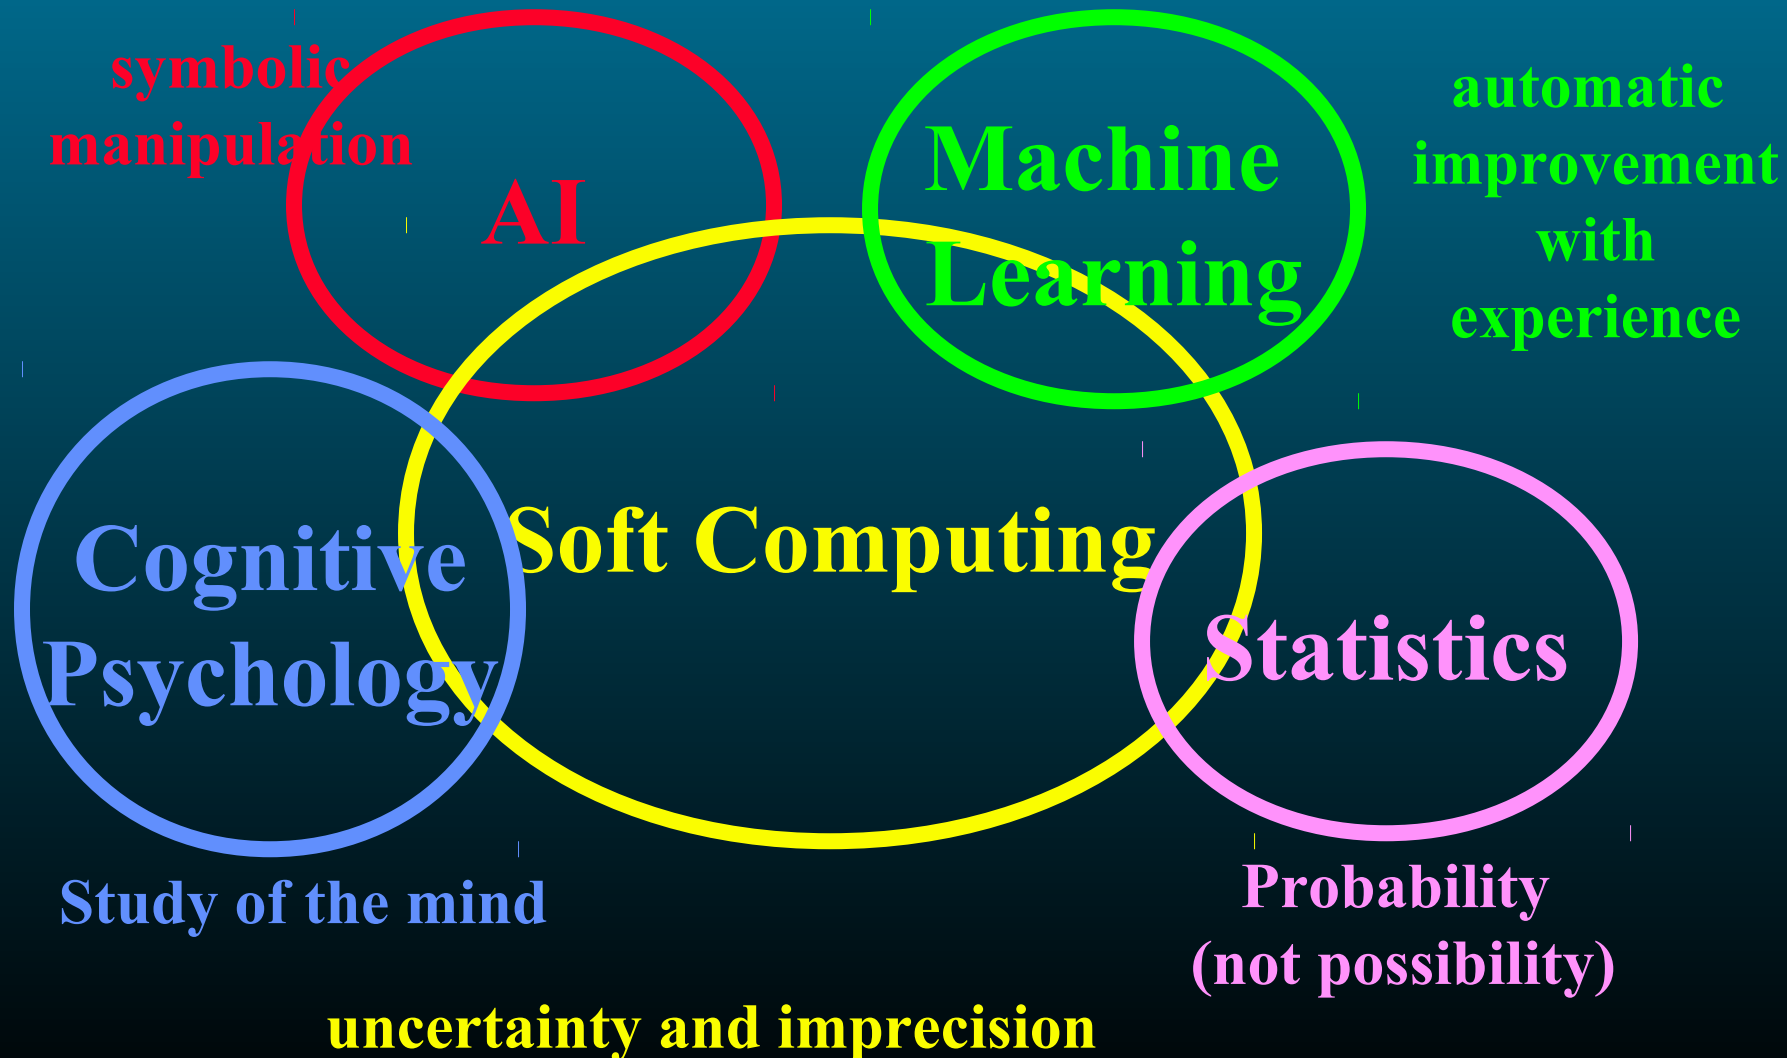 symbolic
manipulation
AI
Machine
Learning
automatic
improvement
with
experience
Cognitive
Psychology
Soft Computing
Statistics
Study of the mind
Probability
(not possibility)
uncertainty and imprecision